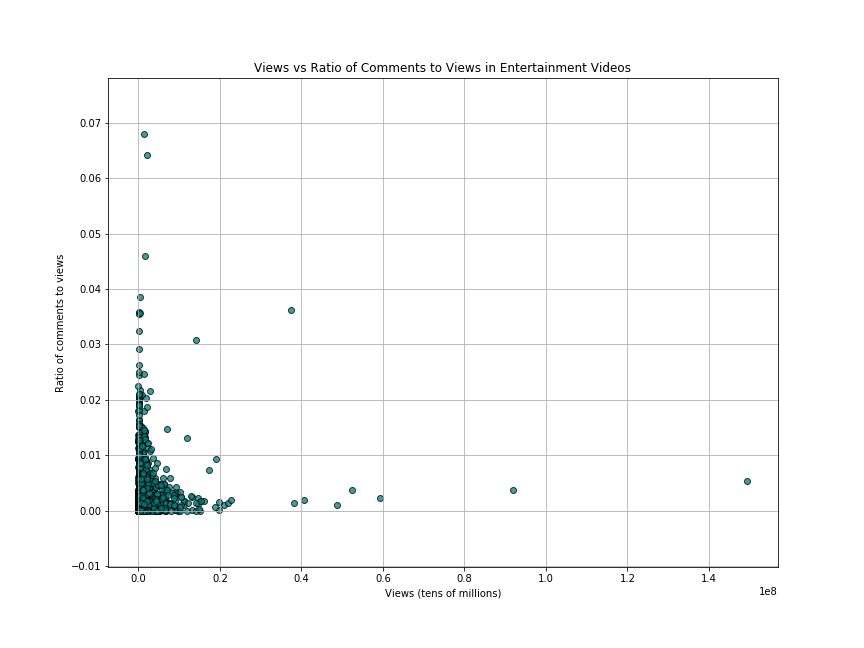 Views vs Ratio of Comments to Views in Entertainment Videos
0.07
0.06
0.05
0.04
0.03
0.02
0.01
0.00
−0.01
Ratio of comments to views
0.0 0.2 0.4 0.6 0.8 1.0 1.2 1.4
1e8
Views (tens of millions)